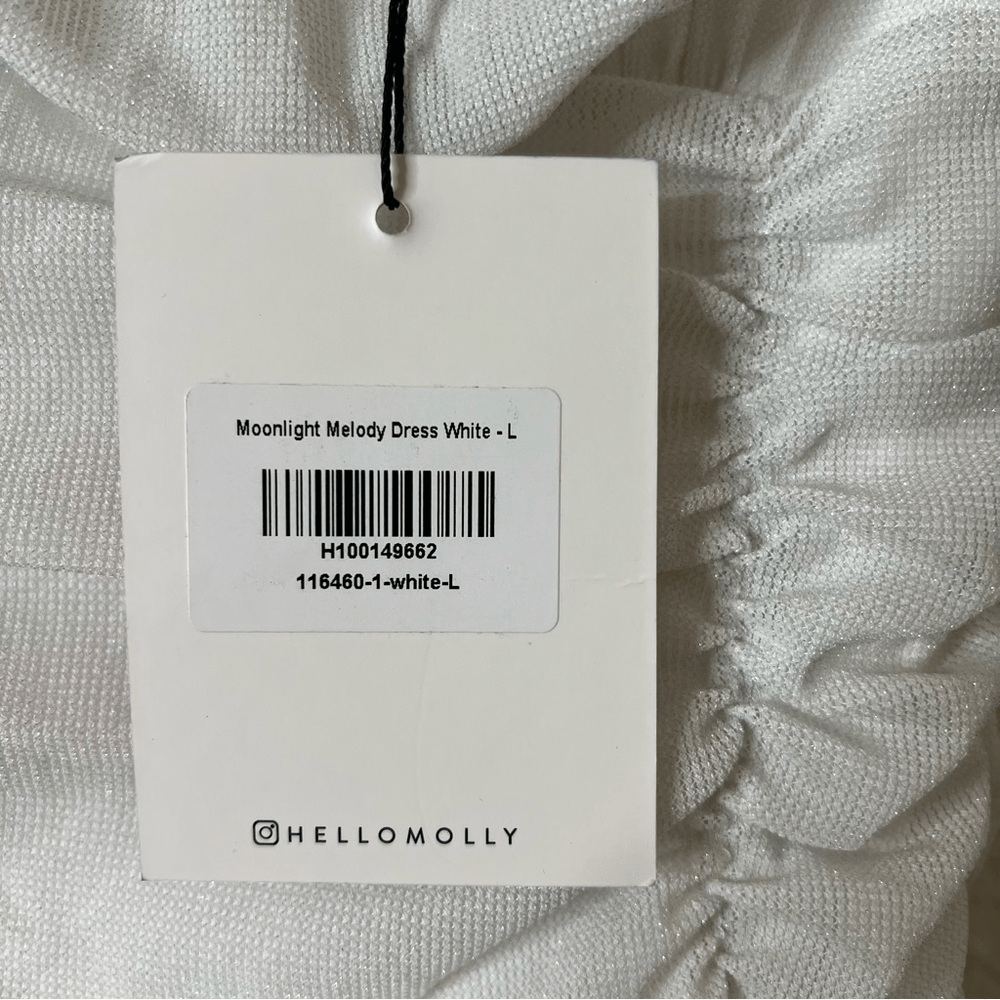 Moonlight Melody Dress White - L
H100149662
116460-1-white-L
HELLOMOLLY